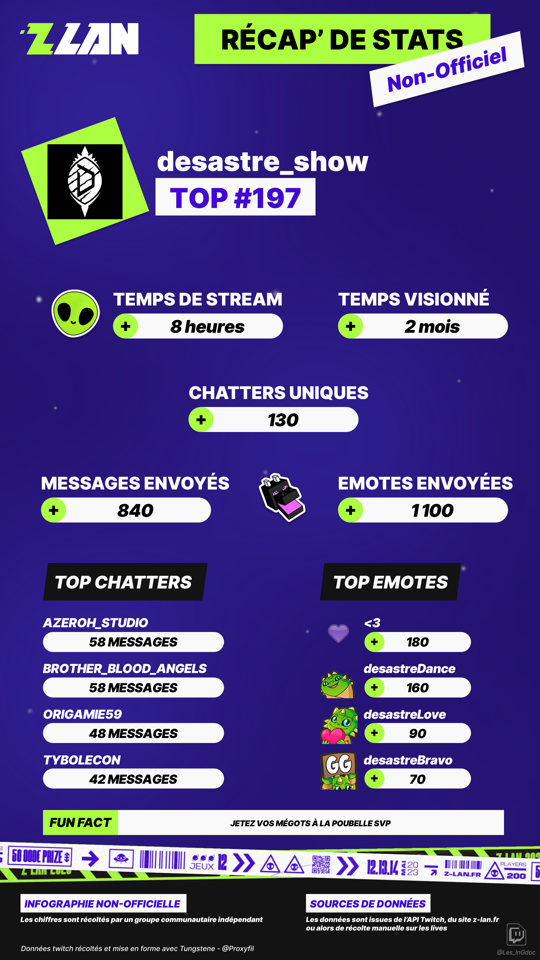 Z LAN
RÉCAP' DE STATS
Non-Officiel
desastre_show
TOP #197
TEMPS DE STREAM
TEMPS VISIONNÉ
+ 8 heures
+ 2 mois
CHATTERS UNIQUES
+ 130
MESSAGES ENVOYÉS
EMOTES ENVOYÉES
+ 840
+ 1 100
TOP CHATTERS
AZEROH_STUDIO
58 MESSAGES
BROTHER_BLOOD_ANGELS
58 MESSAGES
ORIGAMIE59
48 MESSAGES
TYBOLECON
42 MESSAGES
TOP EMOTES
<3
+ 180
desastreDance
+ 160
desastreLove
+ 90
GG
desastreBravo
+ 70
FUN FACT
JETEZ VOS MÉGOTS À LA POUBELLE SVP
50 000€ PRIZE
JEUX
12
12.13.14
MAI
2023
Z-LAN.FR
PLAYERS
200
INFOGRAPHIE NON-OFFICIELLE
Les chiffres sont récoltés par un groupe communautaire indépendant
SOURCES DE DONNÉES
Les données sont issues de l'API Twitch, du site z-lan.fr
ou alors de récolte manuelle sur les lives
Données twitch récoltés et mise en forme avec Tungstene - @Proxyfil
@Les_InGdoc